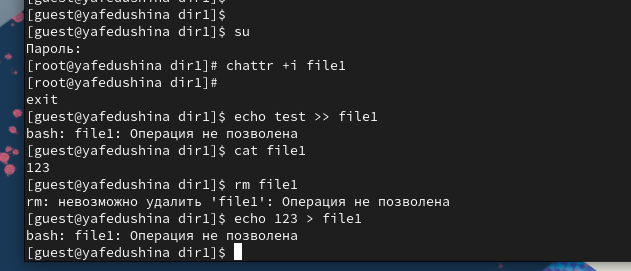 [guest@yafedushina dir1]$
[guest@yafedushina dir1]$
[guest@yafedushina dir1]$ su
Пароль:
[root@yafedushina dir1]# chattr +i file1
[root@yafedushina dir1]#
exit
[guest@yafedushina dir1]$ echo test >> file1
bash: file1: Операция не позволена
[guest@yafedushina dir1]$ cat file1
123
[guest@yafedushina dir1]$ rm file1
rm: невозможно удалить 'file1': Операция не позволена
[guest@yafedushina dir1]$ echo 123 > file1
bash: file1: Операция не позволена
[guest@yafedushina dir1]$